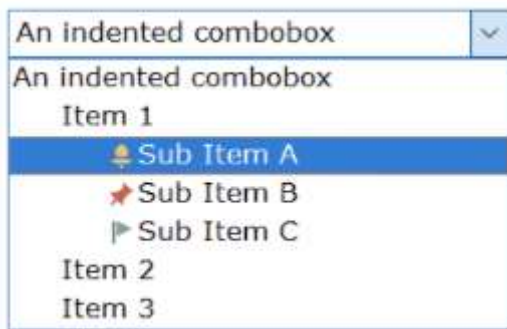 An indented combobox
An indented combobox
Item 1
Sub Item A
Sub Item B
Sub Item C
Item 2
Item 3